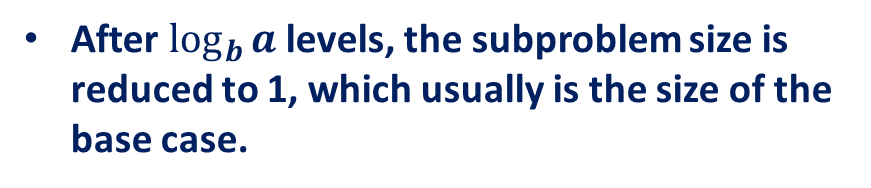 • After log_b a levels, the subproblem size is
reduced to 1, which usually is the size of the
base case.